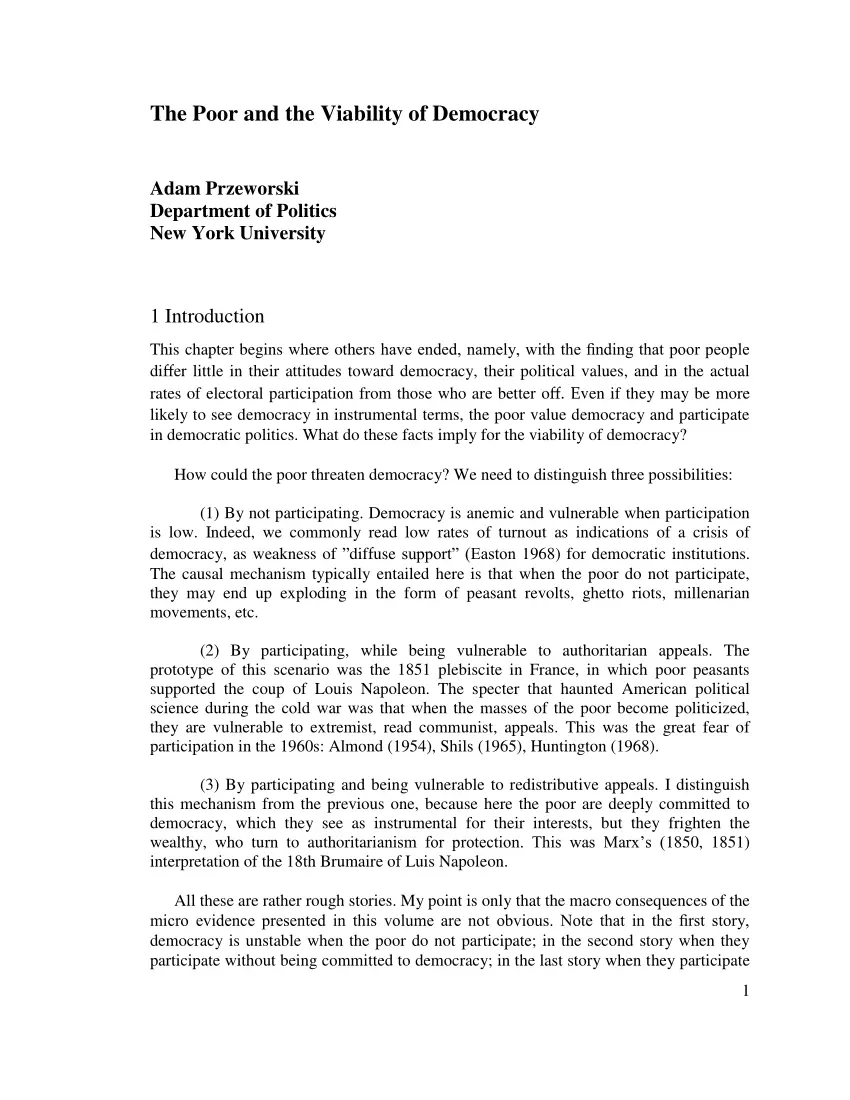 The Poor and the Viability of Democracy
Adam Przeworski
Department of Politics
New York University
1 Introduction
This chapter begins where others have ended, namely, with the finding that poor people
differ little in their attitudes toward democracy, their political values, and in the actual
rates of electoral participation from those who are better off. Even if they may be more
likely to see democracy in instrumental terms, the poor value democracy and participate
in democratic politics. What do these facts imply for the viability of democracy?
How could the poor threaten democracy? We need to distinguish three possibilities:
(1) By not participating. Democracy is anemic and vulnerable when participation
is low. Indeed, we commonly read low rates of turnout as indications of a crisis of
democracy, as weakness of ”diffuse support” (Easton 1968) for democratic institutions.
The causal mechanism typically entailed here is that when the poor do not participate,
they may end up exploding in the form of peasant revolts, ghetto riots, millenarian
movements, etc.
(2) By participating, while being vulnerable to authoritarian appeals. The
prototype of this scenario was the 1851 plebiscite in France, in which poor peasants
supported the coup of Louis Napoleon. The specter that haunted American political
science during the cold war was that when the masses of the poor become politicized,
they are vulnerable to extremist, read communist, appeals. This was the great fear of
participation in the 1960s: Almond (1954), Shils (1965), Huntington (1968).
(3) By participating and being vulnerable to redistributive appeals. I distinguish
this mechanism from the previous one, because here the poor are deeply committed to
democracy, which they see as instrumental for their interests, but they frighten the
wealthy, who turn to authoritarianism for protection. This was Marx’s (1850, 1851)
interpretation of the 18th Brumaire of Luis Napoleon.
All these are rather rough stories. My point is only that the macro consequences of the
micro evidence presented in this volume are not obvious. Note that in the first story,
democracy is unstable when the poor do not participate; in the second story when they
participate without being committed to democracy; in the last story when they participate
1